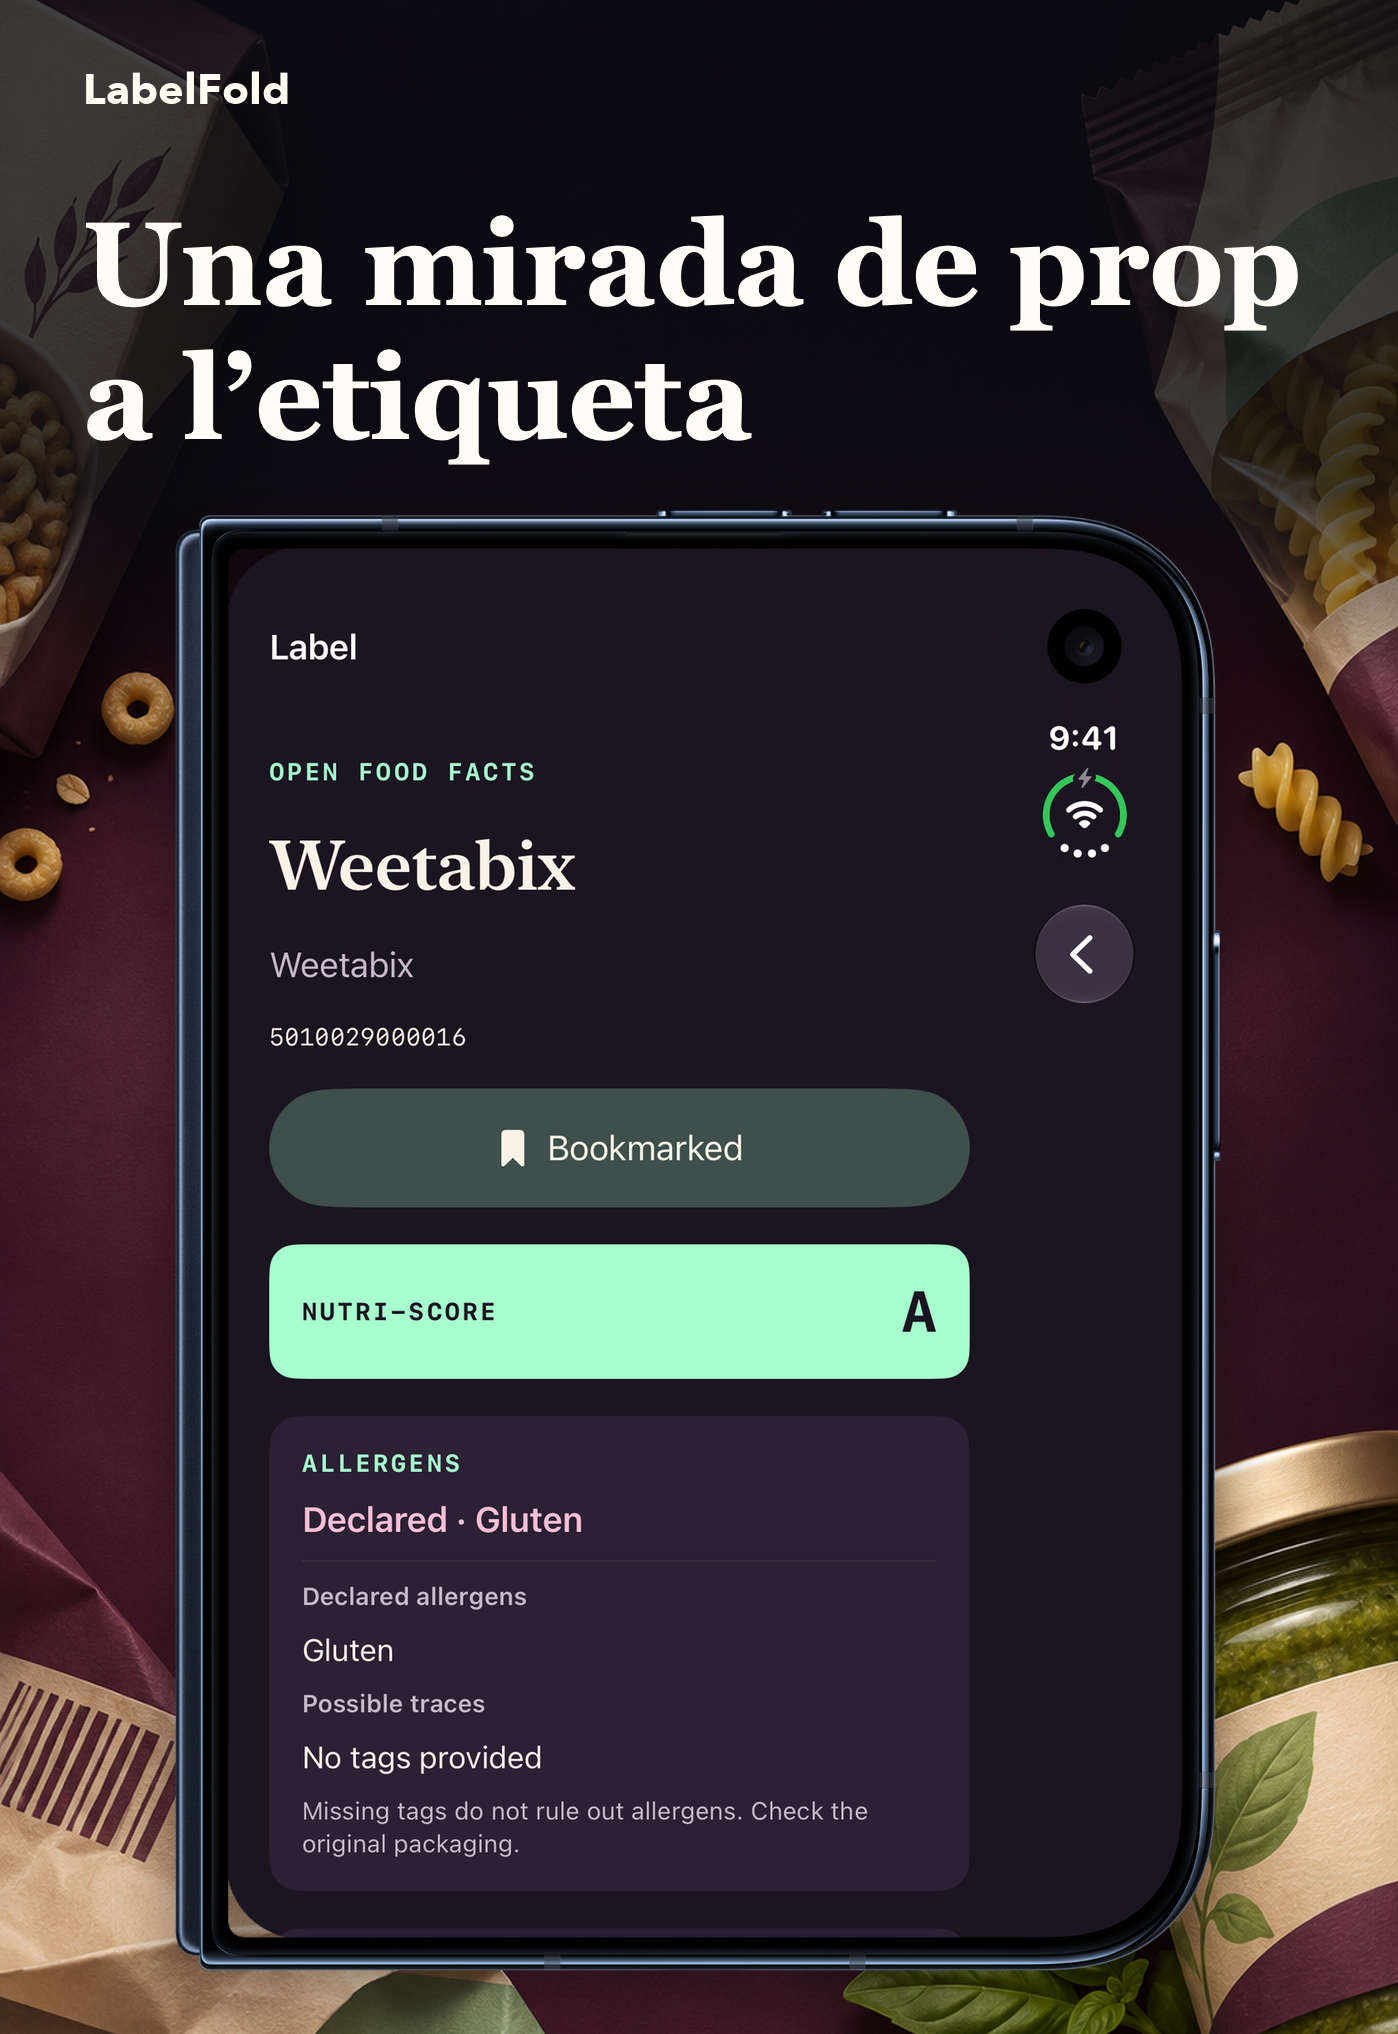 LabelFold
Una mirada de prop
a l’etiqueta
Label
9:41
OPEN FOOD FACTS
Weetabix
Weetabix
5010029000016
Bookmarked
NUTRI-SCORE
A
ALLERGENS
Declared · Gluten
Declared allergens
Gluten
Possible traces
No tags provided
Missing tags do not rule out allergens. Check the
original packaging.